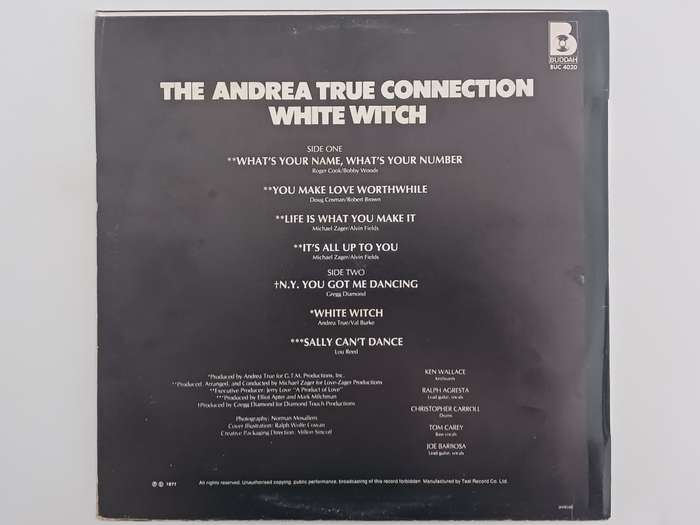 BUDDAH
BUC 4020
THE ANDREA TRUE CONNECTION
WHITE WITCH
SIDE ONE
**WHAT'S YOUR NAME, WHAT'S YOUR NUMBER
Roger Cook/Bobby Woods
**YOU MAKE LOVE WORTHWHILE
Doug Cosman/Robert Brown
**LIFE IS WHAT YOU MAKE IT
Michael Zager/Alvin Fields
**IT'S ALL UP TO YOU
Michael Zager/Alvin Fields
SIDE TWO
†N.Y. YOU GOT ME DANCING
Gregg Diamond
*WHITE WITCH
Andrea True/Val Burke
***SALLY CAN'T DANCE
Lou Reed
*Produced by Andrea True for G.T.M. Productions, Inc.
**Produced, Arranged, and Conducted by Michael Zager for Love-Zager Productions
**Executive Producer: Jerry Love "A Product of Love"
***Produced by Elliot Apter and Mark Milchman
†Produced by Gregg Diamond for Diamond Touch Productions
Photography: Norman Mosallem
Cover Illustration: Ralph Wolfe Cowan
Creative Packaging Direction: Milton Sincoff
KEN WALLACE
Keyboards
RALPH AGRESTA
Lead guitar, vocals
CHRISTOPHER CARROLL
Drums
TOM CAREY
Bass vocals
JOE BARBOSA
Lead guitar, vocals
℗ © 1977
All rights reserved. Unauthorised copying, public performance, broadcasting of this record forbidden. Manufactured by Teal Record Co. Ltd.